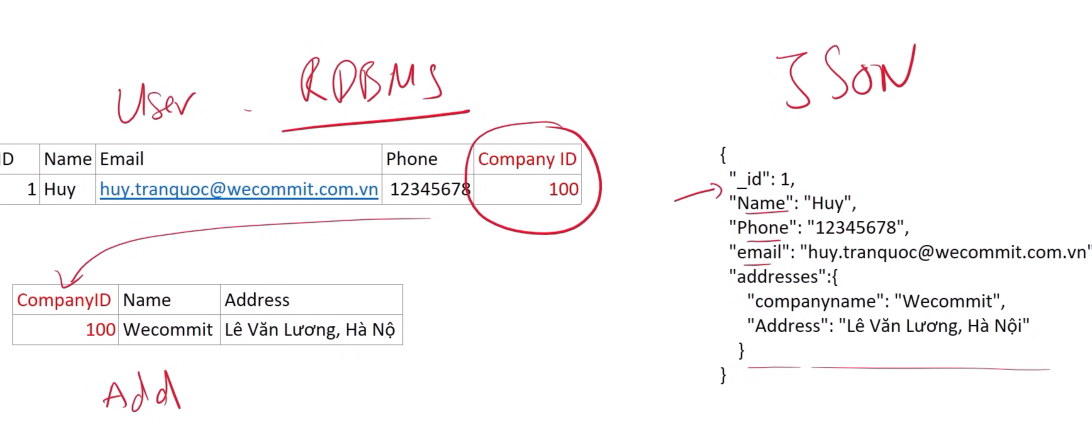 User
RDBMS
JSON
ID Name Email Phone Company ID
1 Huy huy.tranquoc@wecommit.com.vn 12345678 100
CompanyID Name Address
100 Wecommit Lê Văn Lương, Hà Nộ
Add
{
"_id": 1,
"Name": "Huy",
"Phone": "12345678",
"email": "huy.tranquoc@wecommit.com.vn"
"addresses":{
"companyname": "Wecommit",
"Address": "Lê Văn Lương, Hà Nội"
}
}